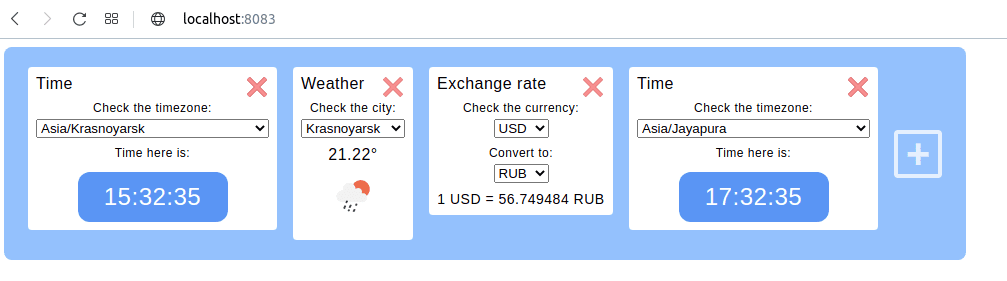 localhost:8083
Time
Check the timezone:
Asia/Krasnoyarsk
Time here is:
15:32:35
Weather
Check the city:
Krasnoyarsk
21.22°
Exchange rate
Check the currency:
USD
Convert to:
RUB
1 USD = 56.749484 RUB
Time
Check the timezone:
Asia/Jayapura
Time here is:
17:32:35